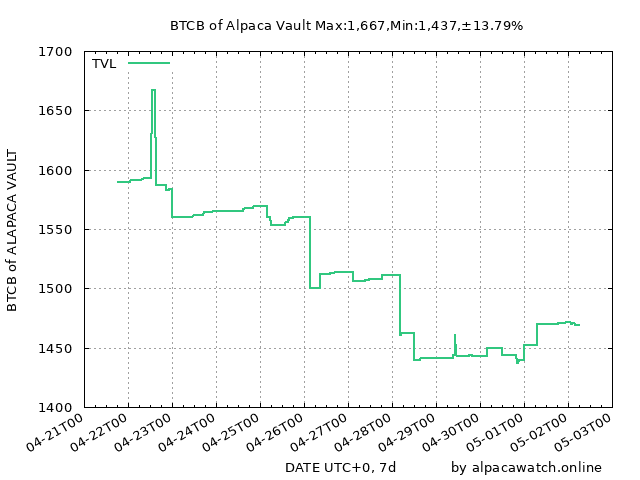 BTCB of Alpaca Vault Max:1,667,Min:1,437,±13.79%
TVL
1700
1650
1600
1550
1500
1450
1400
BTCB of ALAPACA VAULT
04-21T00
04-22T00
04-23T00
04-24T00
04-25T00
04-26T00
04-27T00
04-28T00
04-29T00
04-30T00
05-01T00
05-02T00
05-03T00
DATE UTC+0, 7d
by alpacawatch.online